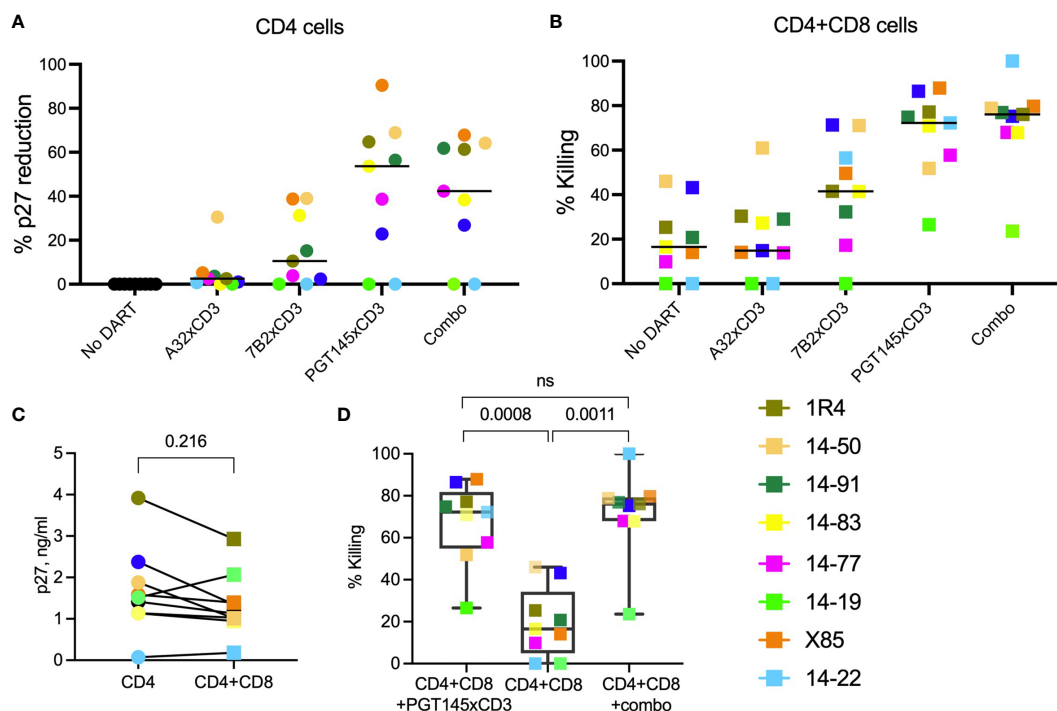 A
CD4 cells
% p27 reduction
100
80
60
40
20
0
No DART
A32xCD3
7B2xCD3
PGT145xCD3
Combo
B
CD4+CD8 cells
% Killing
100
80
60
40
20
0
No DART
A32xCD3
7B2xCD3
PGT145xCD3
Combo
C
0.216
p27, ng/ml
5
4
3
2
1
0
CD4
CD4+CD8
D
ns
0.0008
0.0011
% Killing
100
80
60
40
20
0
CD4+CD8
+PGT145xCD3
CD4+CD8
CD4+CD8
+combo
1R4
14-50
14-91
14-83
14-77
14-19
X85
14-22